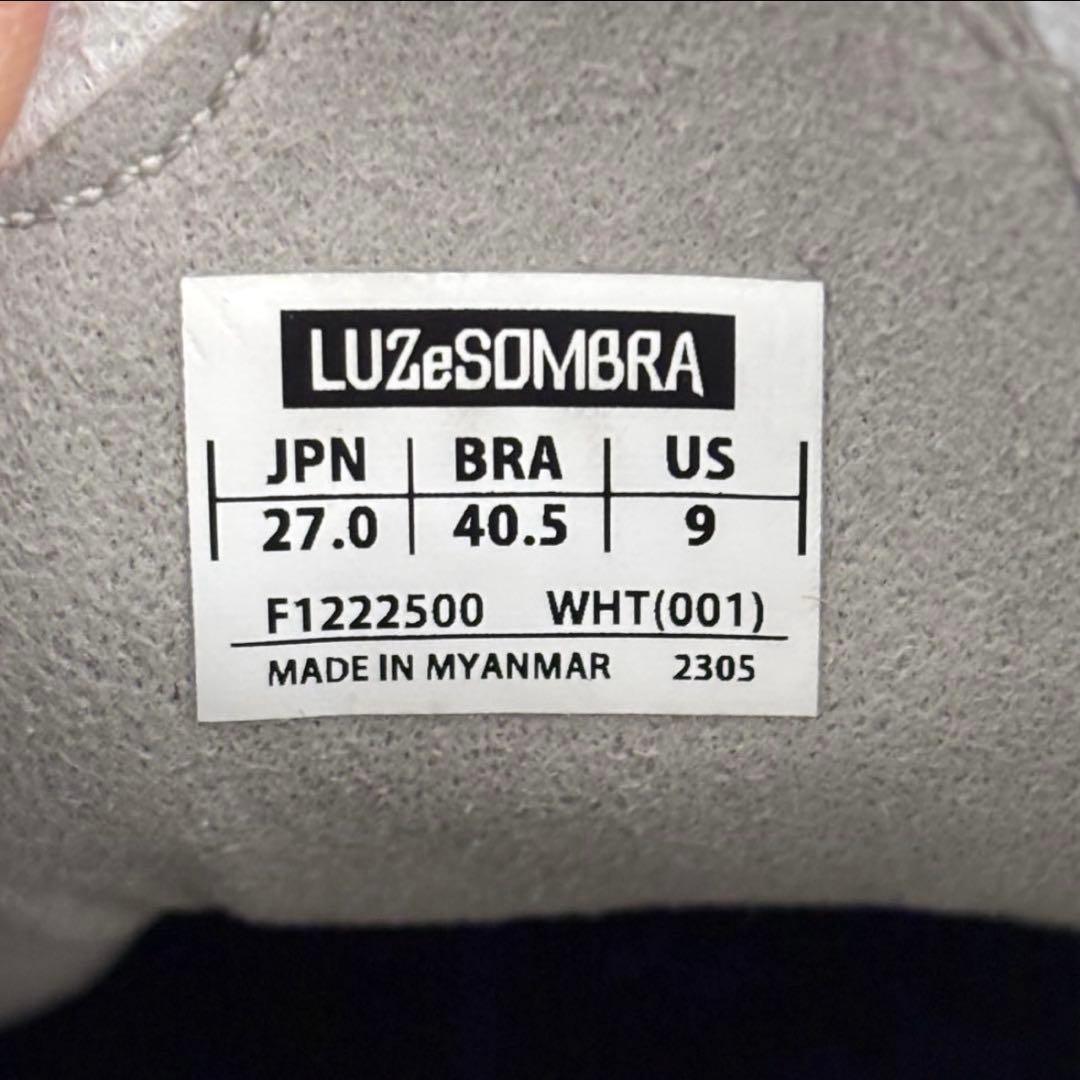 LUZeSOMBRA
JPN BRA US
27.0 40.5 9
F1222500 WHT(001)
MADE IN MYANMAR 2305